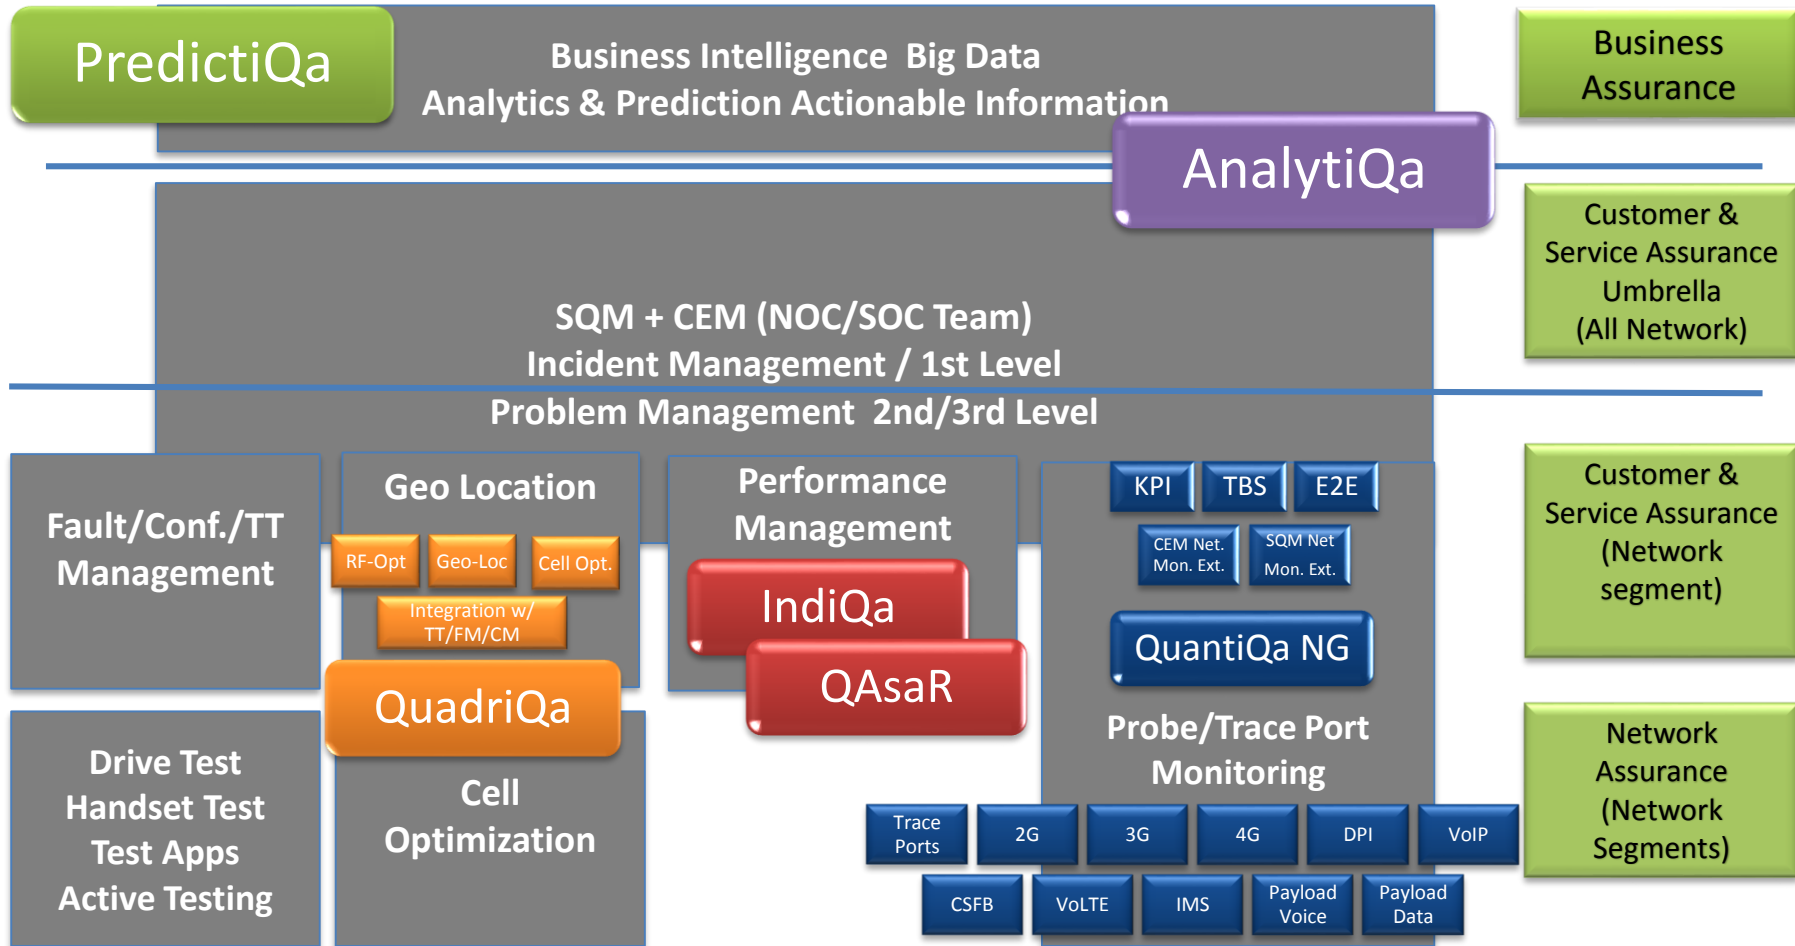 PredictiQa
Business Intelligence  Big Data
Analytics & Prediction Actionable Information
Business
Assurance
AnalytiQa
Customer &
Service Assurance
Umbrella
(All Network)
SQM + CEM (NOC/SOC Team)
Incident Management / 1st Level
Problem Management  2nd/3rd Level
Fault/Conf./TT
Management
Geo Location
RF-Opt
Geo-Loc
Cell Opt.
Integration w/
TT/FM/CM
QuadriQa
Performance
Management
IndiQa
QAsaR
KPI
TBS
E2E
CEM Net.
Mon. Ext.
SQM Net
Mon. Ext.
QuantiQa NG
Customer &
Service Assurance
(Network
segment)
Drive Test
Handset Test
Test Apps
Active Testing
Cell
Optimization
Probe/Trace Port
Monitoring
Trace
Ports
2G
3G
4G
DPI
VoIP
CSFB
VoLTE
IMS
Payload
Voice
Payload
Data
Network
Assurance
(Network
Segments)